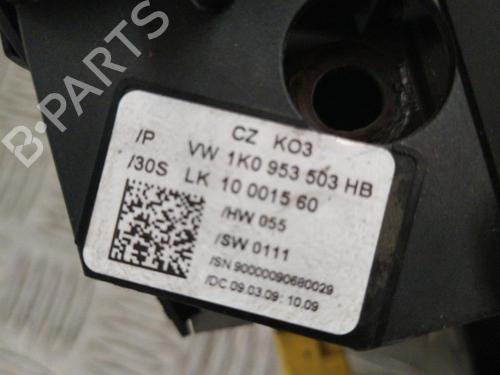 B-PARTS
CZ KO3
/P VW 1K0 953 503 HB
/30S LK 10 0015 60
/HW 055
/SW 0111
/SN 90000090680029
/DC 09.03.09: 10.09